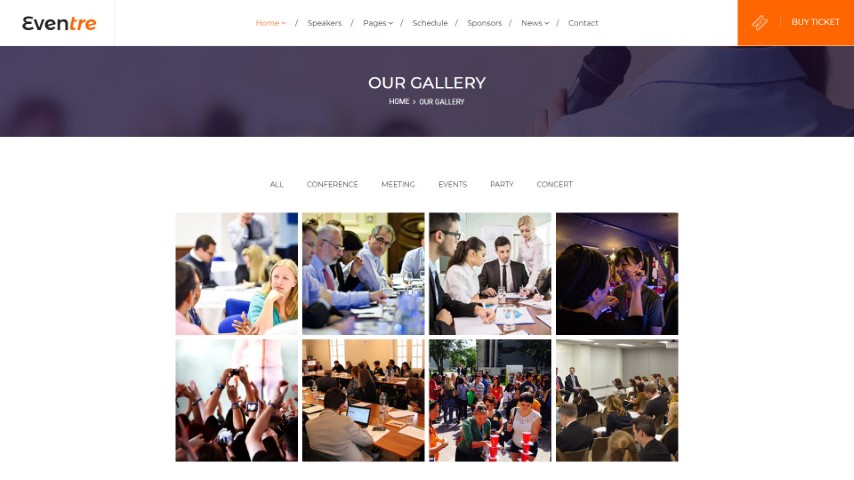 Eventre
Home / Speakers / Pages / Schedule / Sponsors / News / Contact
BUY TICKET
OUR GALLERY
HOME › OUR GALLERY
ALL CONFERENCE MEETING EVENTS PARTY CONCERT